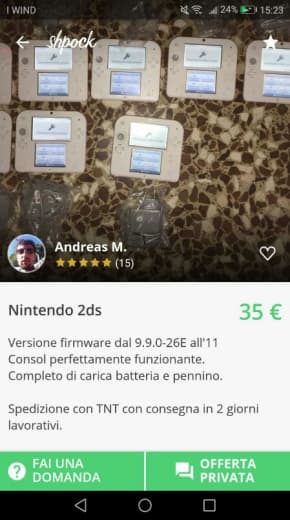 I WIND
24% 15:23
shpock
Andreas M.
(15)
Nintendo 2ds
35 €
Versione firmware dal 9.9.0-26E all'11
Consol perfettamente funzionante.
Completo di carica batteria e pennino.
Spedizione con TNT con consegna in 2 giorni
lavorativi.
FAI UNA
DOMANDA
OFFERTA
PRIVATA